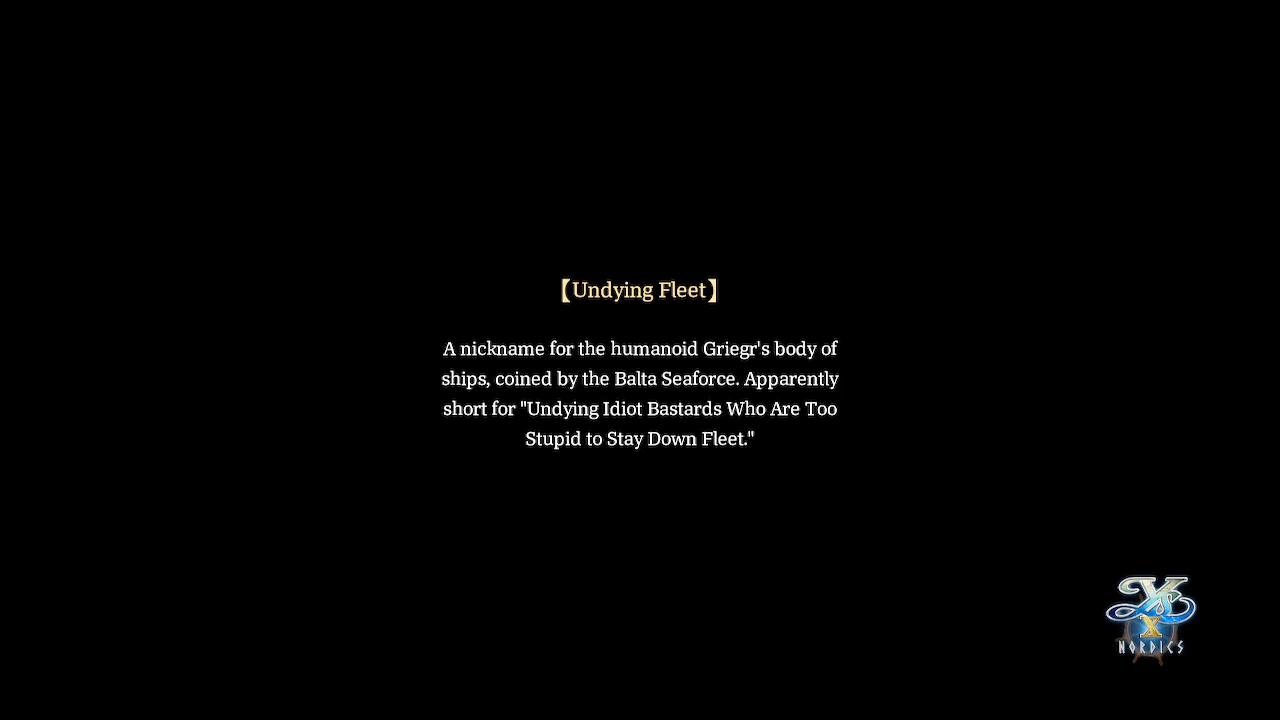 【Undying Fleet】
A nickname for the humanoid Griegr's body of
ships, coined by the Balta Seaforce. Apparently
short for "Undying Idiot Bastards Who Are Too
Stupid to Stay Down Fleet."
Ys
X
NORDICS